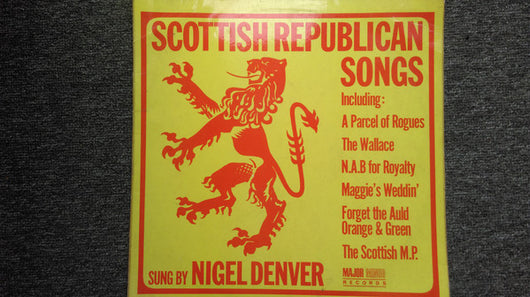 SCOTTISH REPUBLICAN
SONGS
Including:
A Parcel of Rogues
The Wallace
N.A.B for Royalty
Maggie's Weddin'
Forget the Auld
Orange & Green
The Scottish M.P.
SUNG BY NIGEL DENVER
MAJOR MINOR
RECORDS